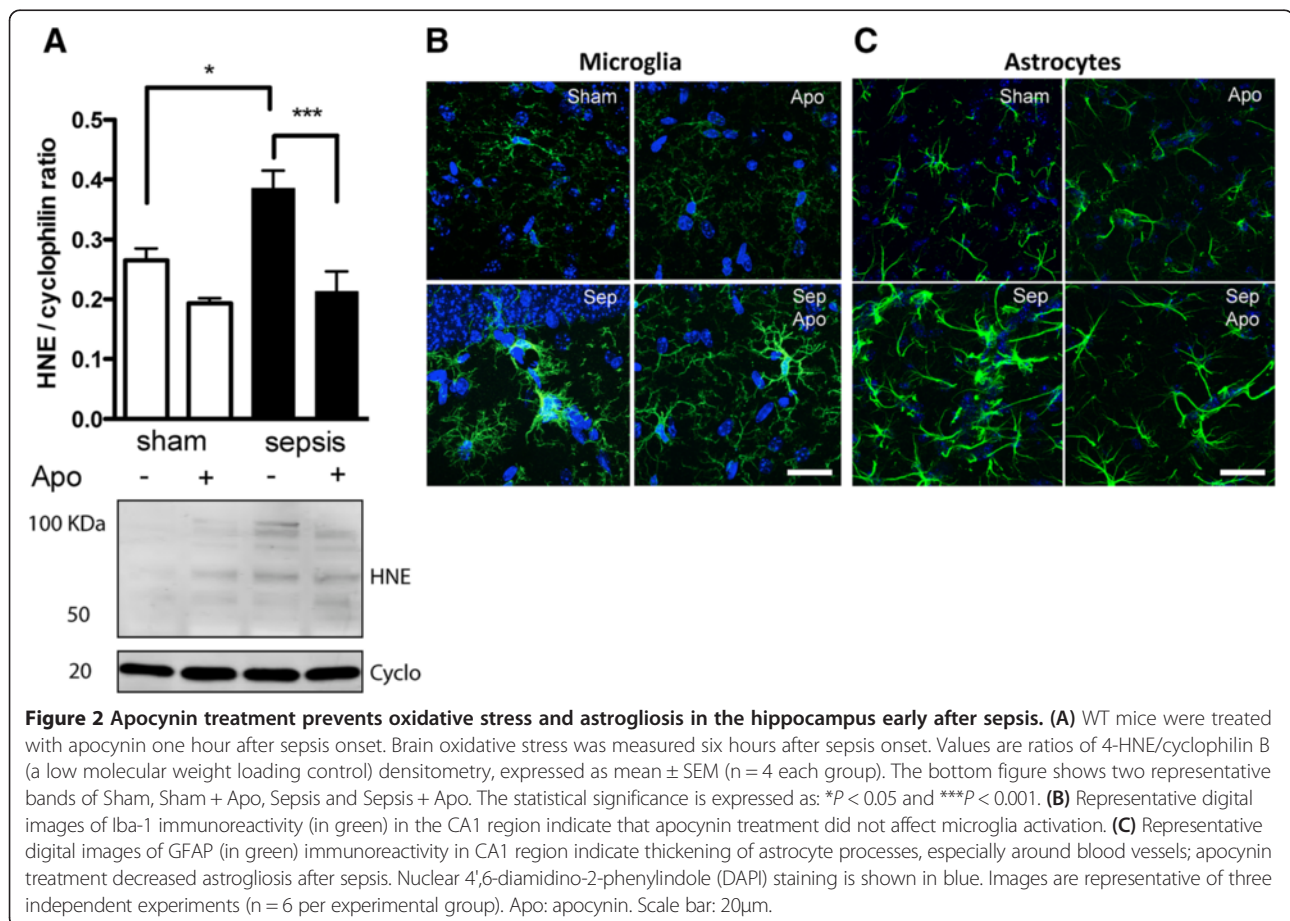 A
B
C
Microglia
Astrocytes
*
***
HNE / cyclophilin ratio
0.5
0.4
0.3
0.2
0.1
0.0
sham sepsis
Apo - + - +
100 KDa
50
HNE
20
Cyclo
Sham
Apo
Sep
Sep
Apo
Sham
Apo
Sep
Sep
Apo
Figure 2 Apocynin treatment prevents oxidative stress and astrogliosis in the hippocampus early after sepsis. (A) WT mice were treated
with apocynin one hour after sepsis onset. Brain oxidative stress was measured six hours after sepsis onset. Values are ratios of 4-HNE/cyclophilin B
(a low molecular weight loading control) densitometry, expressed as mean ± SEM (n = 4 each group). The bottom figure shows two representative
bands of Sham, Sham + Apo, Sepsis and Sepsis + Apo. The statistical significance is expressed as: *P < 0.05 and ***P < 0.001. (B) Representative digital
images of Iba-1 immunoreactivity (in green) in the CA1 region indicate that apocynin treatment did not affect microglia activation. (C) Representative
digital images of GFAP (in green) immunoreactivity in CA1 region indicate thickening of astrocyte processes, especially around blood vessels; apocynin
treatment decreased astrogliosis after sepsis. Nuclear 4',6-diamidino-2-phenylindole (DAPI) staining is shown in blue. Images are representative of three
independent experiments (n = 6 per experimental group). Apo: apocynin. Scale bar: 20μm.